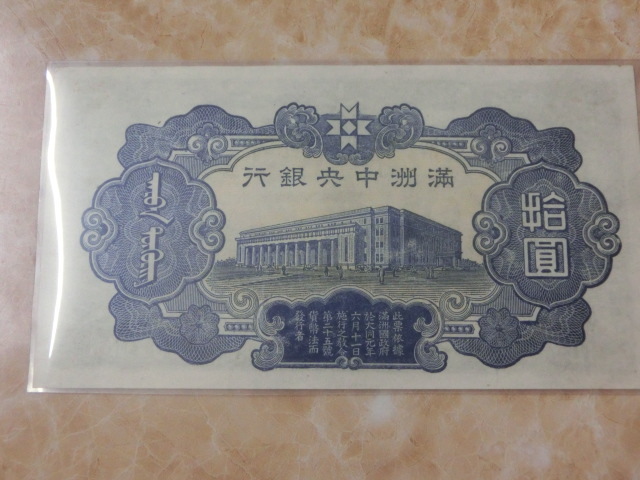 滿洲中央銀行
拾圓
此票依據
滿洲國政府
於大同元年
六月十一日
施行之敎令
第二十五號
貨幣法而
發行者